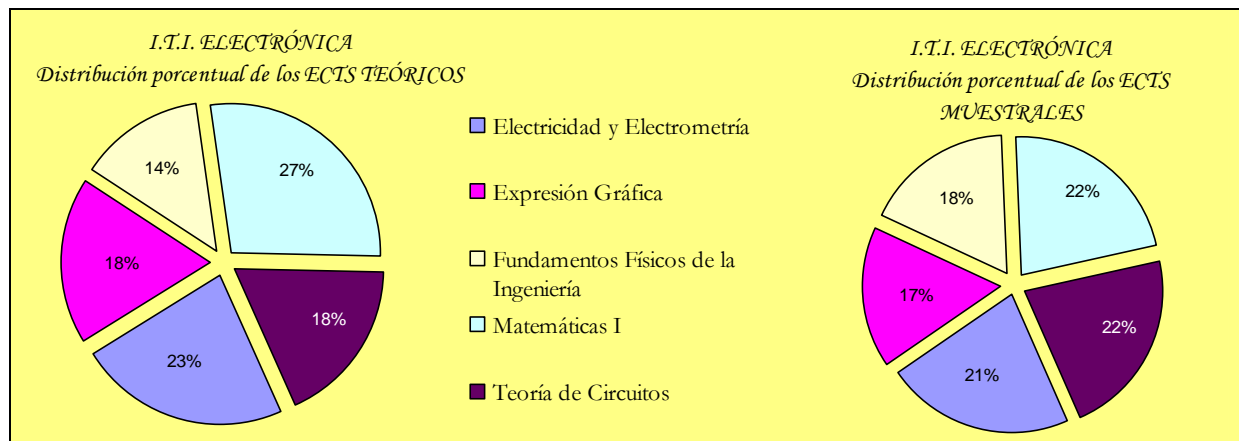 I.T.I. ELECTRÓNICA
Distribución porcentual de los ECTS TEÓRICOS
14%
27%
18%
18%
23%
Electricidad y Electrometría
Expresión Gráfica
Fundamentos Físicos de la
Ingeniería
Matemáticas I
Teoría de Circuitos
I.T.I. ELECTRÓNICA
Distribución porcentual de los ECTS
MUESTRALES
18%
22%
17%
22%
21%